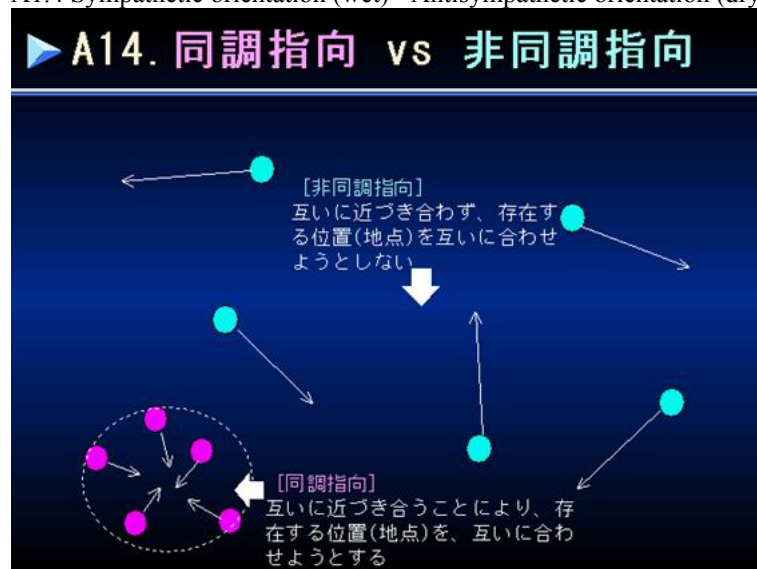 A1.4 Sympathetic orientation (wet) - Antisympathetic orientation (dry
A14. 同調指向 vs 非同調指向
[非同調指向]
互いに近づき合わず、存在す
る位置(地点)を互いに合わせ
ようとしない
[同調指向]
互いに近づき合うことにより、存
在する位置(地点)を、互いに合わ
せようとする